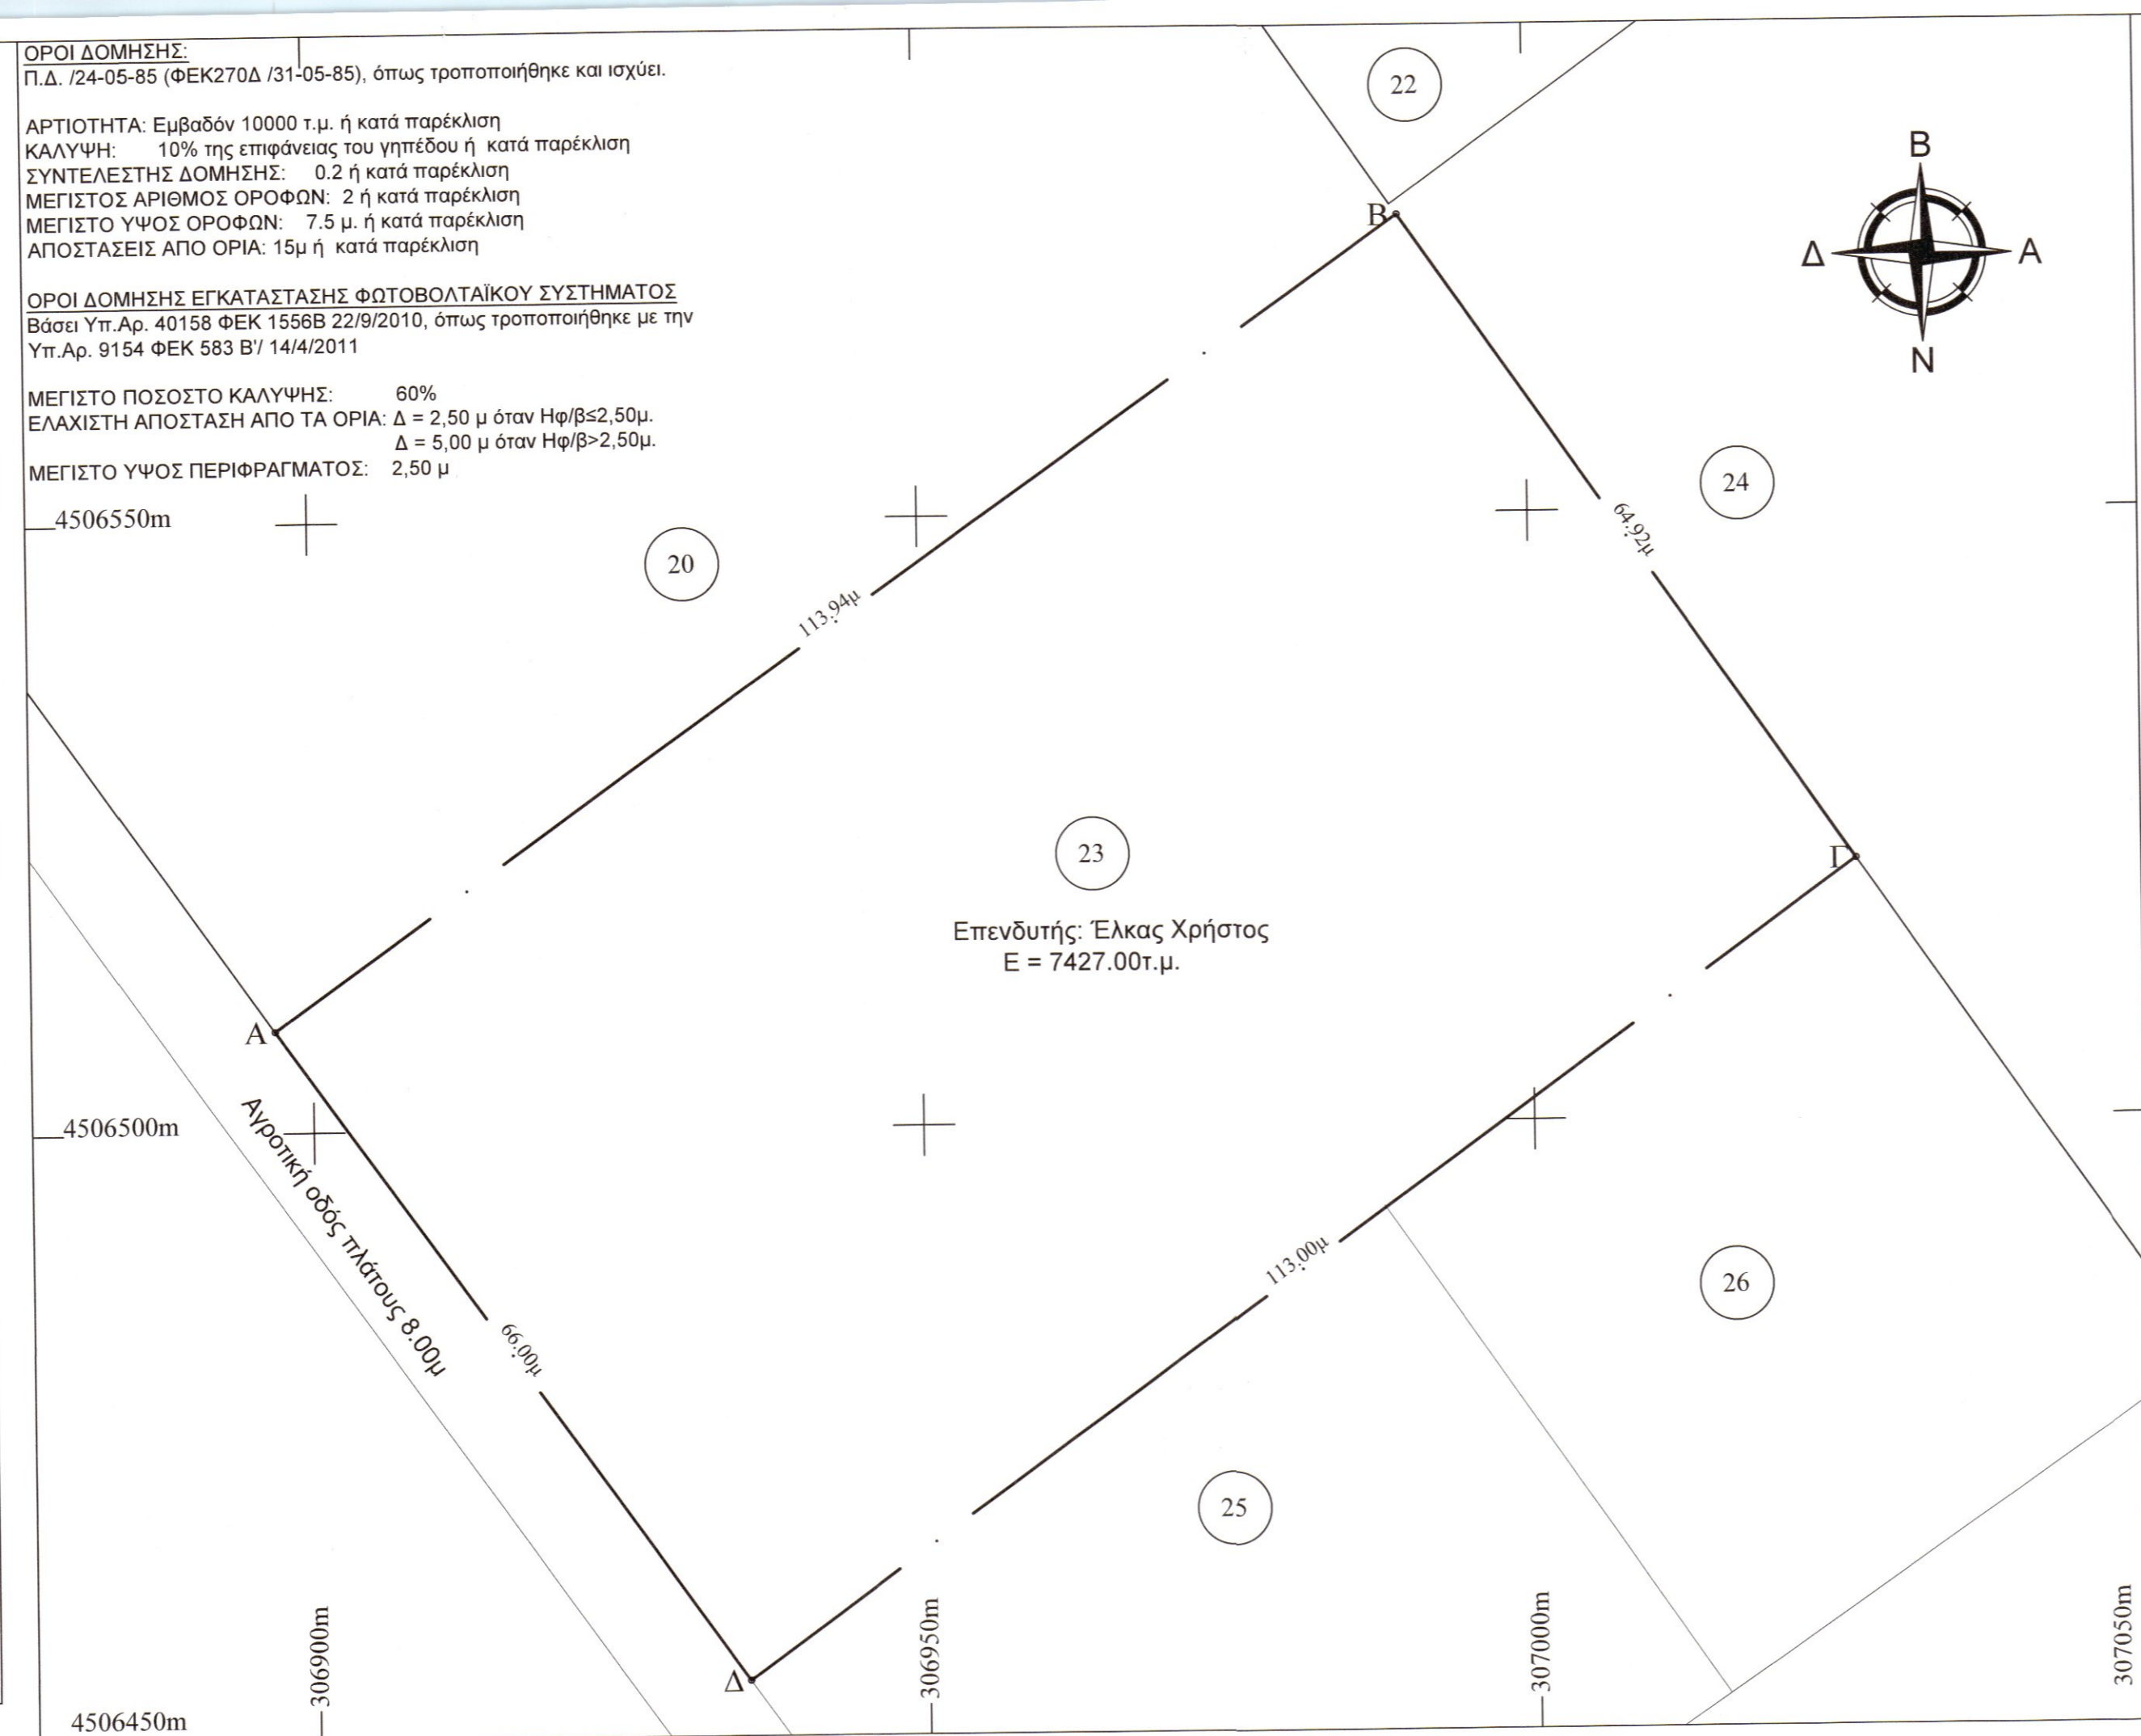 ΟΡΟΙ ΔΟΜΗΣΗΣ:
Π.Δ. /24-05-85 (ΦΕΚ270Δ /31-05-85), όπως τροποποιήθηκε και ισχύει.
ΑΡΤΙΟΤΗΤΑ: Εμβαδόν 10000 τ.μ. ή κατά παρέκλιση
ΚΑΛΥΨΗ: 10% της επιφάνειας του γηπέδου ή κατά παρέκλιση
ΣΥΝΤΕΛΕΣΤΗΣ ΔΟΜΗΣΗΣ: 0.2 ή κατά παρέκλιση
ΜΕΓΙΣΤΟΣ ΑΡΙΘΜΟΣ ΟΡΟΦΩΝ: 2 ή κατά παρέκλιση
ΜΕΓΙΣΤΟ ΥΨΟΣ ΟΡΟΦΩΝ: 7.5 μ. ή κατά παρέκλιση
ΑΠΟΣΤΑΣΕΙΣ ΑΠΟ ΟΡΙΑ: 15μ ή κατά παρέκλιση
ΟΡΟΙ ΔΟΜΗΣΗΣ ΕΓΚΑΤΑΣΤΑΣΗΣ ΦΩΤΟΒΟΛΤΑΪΚΟΥ ΣΥΣΤΗΜΑΤΟΣ
Βάσει Υπ.Αρ. 40158 ΦΕΚ 1556Β 22/9/2010, όπως τροποποιήθηκε με την
Υπ.Αρ. 9154 ΦΕΚ 583 Β'/ 14/4/2011
ΜΕΓΙΣΤΟ ΠΟΣΟΣΤΟ ΚΑΛΥΨΗΣ: 60%
ΕΛΑΧΙΣΤΗ ΑΠΟΣΤΑΣΗ ΑΠΟ ΤΑ ΟΡΙΑ: Δ = 2,50 μ όταν Ηφ/β≤2,50μ.
Δ = 5,00 μ όταν Ηφ/β>2,50μ.
ΜΕΓΙΣΤΟ ΥΨΟΣ ΠΕΡΙΦΡΑΓΜΑΤΟΣ: 2,50 μ
22
Β
Δ
Α
Ν
Β
24
4506550m
20
64.92μ
113.94μ
23
Γ
Επενδυτής: Έλκας Χρήστος
Ε = 7427.00τ.μ.
Α
4506500m
Αγροτική οδός πλάτους 8.00μ
66.00μ
113.00μ
26
25
Δ
306900m
306950m
307000m
307050m
4506450m